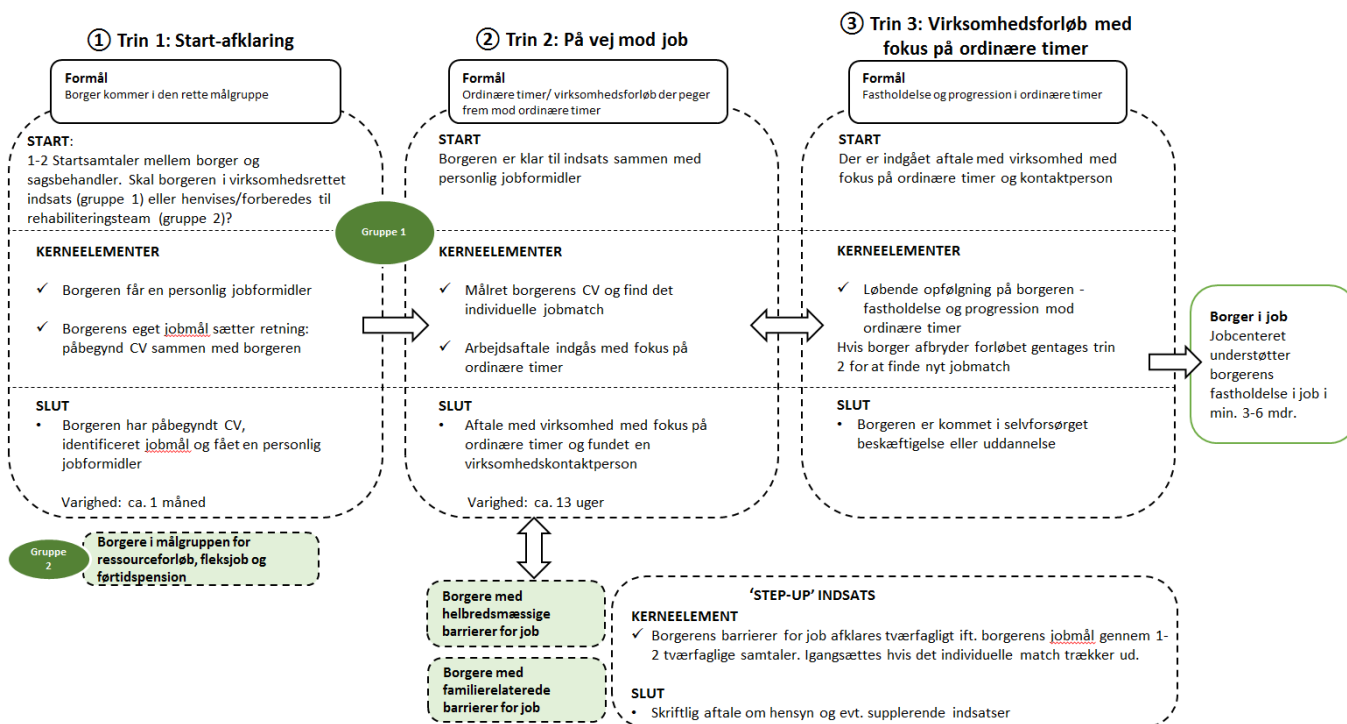 ① Trin 1: Start-afklaring
Formål
Borger kommer i den rette målgruppe
START:
1-2 Startsamtaler mellem borger og
sagsbehandler. Skal borgeren i virksomhedsrettet
indsats (gruppe 1) eller henvises/forberedes til
rehabiliteringsteam (gruppe 2)?
KERNEELEMENTER
✓ Borgeren får en personlig jobformidler
✓ Borgerens eget jobmål sætter retning:
påbegynd CV sammen med borgeren
SLUT
• Borgeren har påbegyndt CV,
identificeret jobmål og fået en personlig
jobformidler
Varighed: ca. 1 måned
Gruppe 1
② Trin 2: På vej mod job
Formål
Ordinære timer/ virksomhedsforløb der peger
frem mod ordinære timer
START
Borgeren er klar til indsats sammen med
personlig jobformidler
KERNEELEMENTER
✓ Målret borgerens CV og find det
individuelle jobmatch
✓ Arbejdsaftale indgås med fokus på
ordinære timer
SLUT
• Aftale med virksomhed med fokus på
ordinære timer og fundet en
virksomhedskontaktperson
Varighed: ca. 13 uger
③ Trin 3: Virksomhedsforløb med
fokus på ordinære timer
Formål
Fastholdelse og progression i ordinære timer
START
Der er indgået aftale med virksomhed med
fokus på ordinære timer og kontaktperson
KERNEELEMENTER
✓ Løbende opfølgning på borgeren -
fastholdelse og progression mod
ordinære timer
Hvis borger afbryder forløbet gentages trin
2 for at finde nyt jobmatch
SLUT
• Borgeren er kommet i selvforsørget
beskæftigelse eller uddannelse
Borger i job
Jobcenteret
understøtter
borgerens
fastholdelse i job i
min. 3-6 mdr.
Gruppe
2
Borgere i målgruppen for
ressourceforløb, fleksjob og
førtidspension
Borgere med
helbredsmæssige
barrierer for job
Borgere med
familierelaterede
barrierer for job
'STEP-UP' INDSATS
KERNEELEMENT
✓ Borgerens barrierer for job afklares tværfagligt ift. borgerens jobmål gennem 1-
2 tværfaglige samtaler. Igangsættes hvis det individuelle match trækker ud.
SLUT
• Skriftlig aftale om hensyn og evt. supplerende indsatser